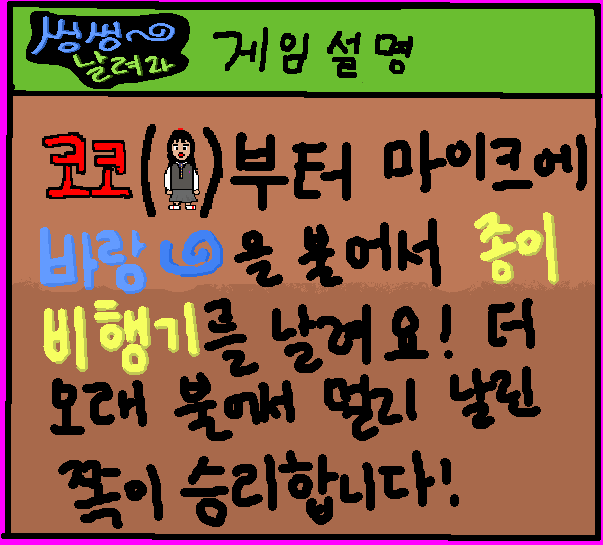 씽씽
날려라
게임설명
코코( )부터 마이크에
바람을 불어서 종이
비행기를 날려요! 더
오래 불어서 멀리 날린
쪽이 승리합니다!